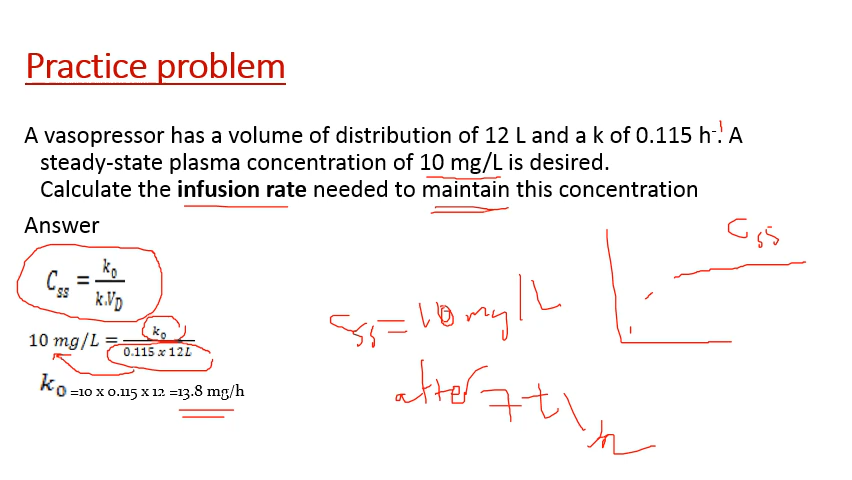 Practice problem
A vasopressor has a volume of distribution of 12 L and a k of 0.115 h⁻¹. A
steady-state plasma concentration of 10 mg/L is desired.
Calculate the infusion rate needed to maintain this concentration
Answer
C_ss = k₀ / k.V_D
10 mg/L = k₀ / 0.115 x 12L
k₀ =10 x 0.115 x 12 =13.8 mg/h
Css
Css = 10 mg/L
after 7 t1/2